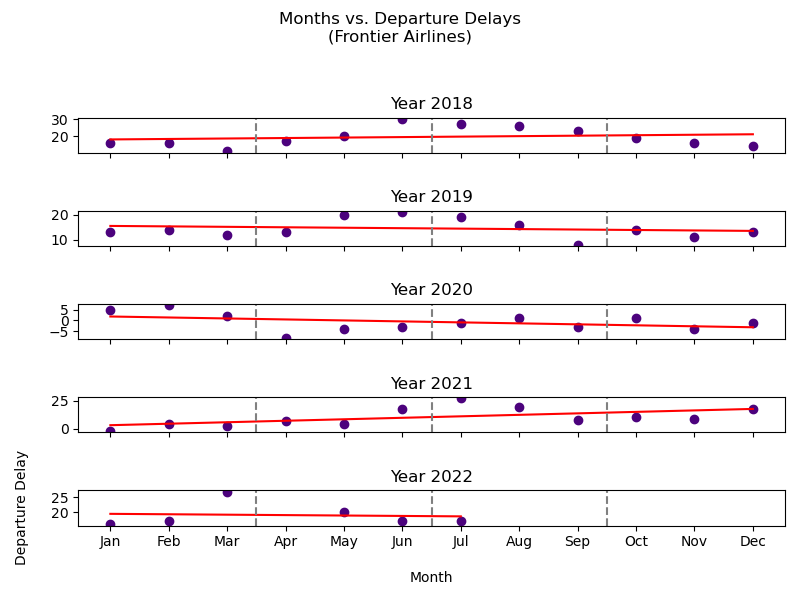 Months vs. Departure Delays
(Frontier Airlines)
Year 2018
30
20
Year 2019
20
10
Year 2020
5
0
−5
Year 2021
25
0
Year 2022
25
20
Jan Feb Mar Apr May Jun Jul Aug Sep Oct Nov Dec
Month
Departure Delay